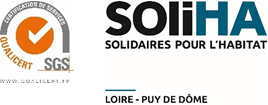 CERTIFICATION DE SERVICES
QUALICERT
SGS
WWW.QUALICERT.FR
SOLiHA
SOLIDAIRES POUR L'HABITAT
LOIRE - PUY DE DÔME